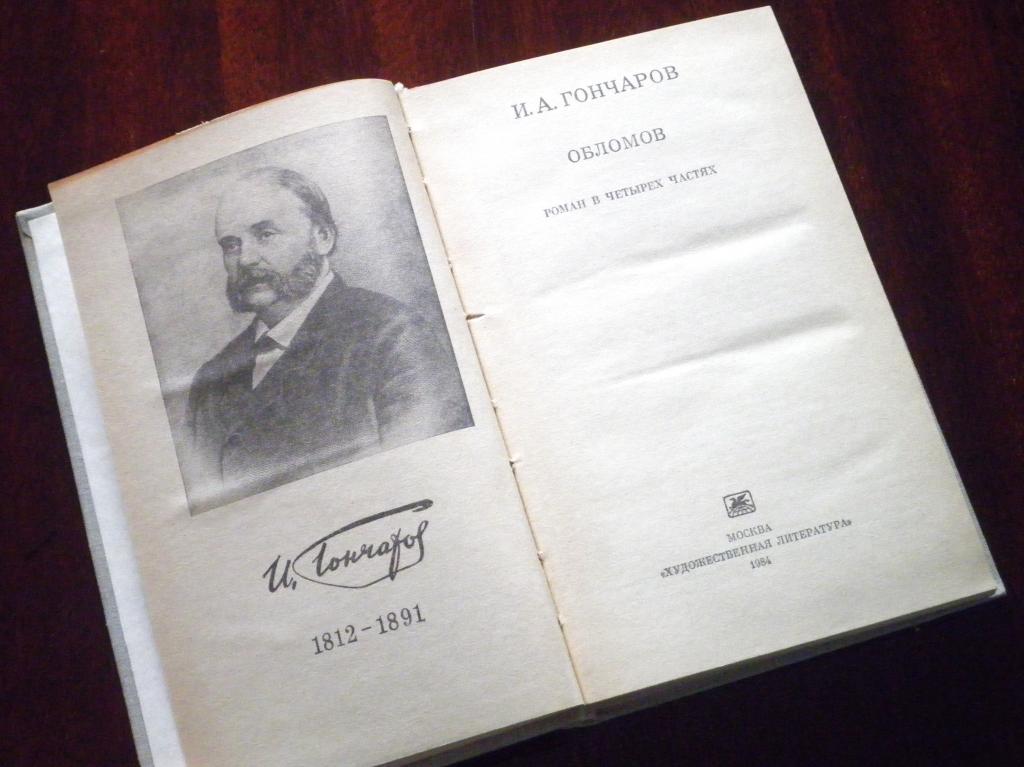 И. Гончаров
1812-1891
И. А. ГОНЧАРОВ
ОБЛОМОВ
РОМАН В ЧЕТЫРЕХ ЧАСТЯХ
МОСКВА
«ХУДОЖЕСТВЕННАЯ ЛИТЕРАТУРА»
1984